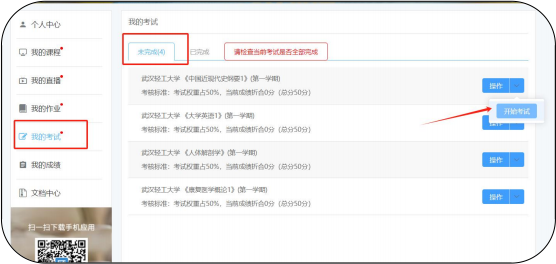 个人中心
我的课程
我的直播
我的作业
我的考试
我的成绩
文档中心
扫一扫下载手机应用
我的考试
未完成(4)
已完成
请检查当前考试是否全部完成
武汉轻工大学 《中国近现代史纲要1》(第一学期)
考核标准：考试权重占50%，当前成绩折合0分（总分50分）
操作
开始考试
武汉轻工大学 《大学英语1》(第一学期)
考核标准：考试权重占50%，当前成绩折合0分（总分50分）
操作
武汉轻工大学 《人体解剖学》(第一学期)
考核标准：考试权重占50%，当前成绩折合0分（总分50分）
操作
武汉轻工大学 《康复医学概论1》(第一学期)
考核标准：考试权重占50%，当前成绩折合0分（总分50分）
操作